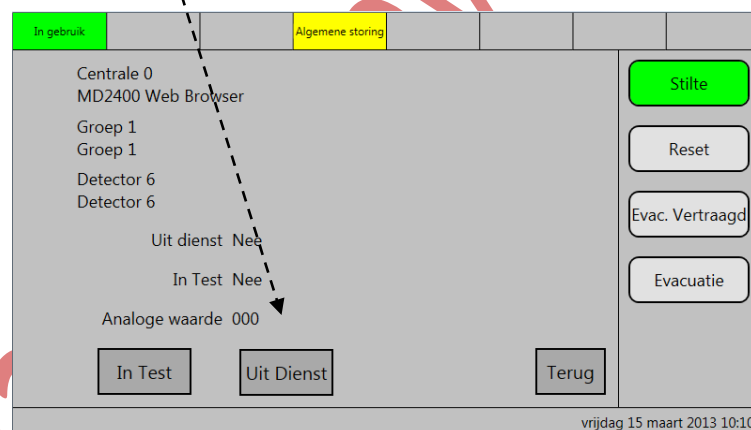 In gebruik
Algemene storing
Centrale 0
MD2400 Web Browser
Groep 1
Groep 1
Detector 6
Detector 6
Uit dienst Nee
In Test Nee
Analoge waarde 000
In Test
Uit Dienst
Terug
Stilte
Reset
Evac. Vertraagd
Evacuatie
vrijdag 15 maart 2013 10:10